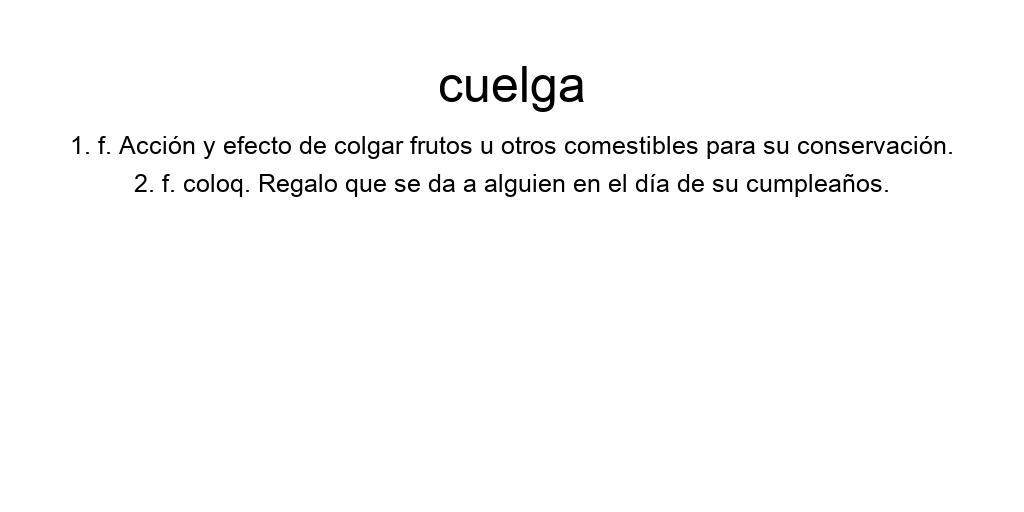 cuelga
1. f. Acción y efecto de colgar frutos u otros comestibles para su conservación.
2. f. coloq. Regalo que se da a alguien en el día de su cumpleaños.